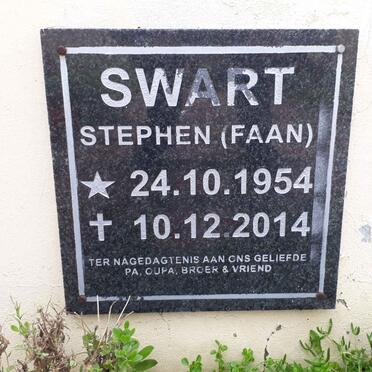 SWART
STEPHEN (FAAN)
24.10.1954
10.12.2014
TER NAGEDAGTENIS AAN ONS GELIEFDE
PA, OUPA, BROER & VRIEND